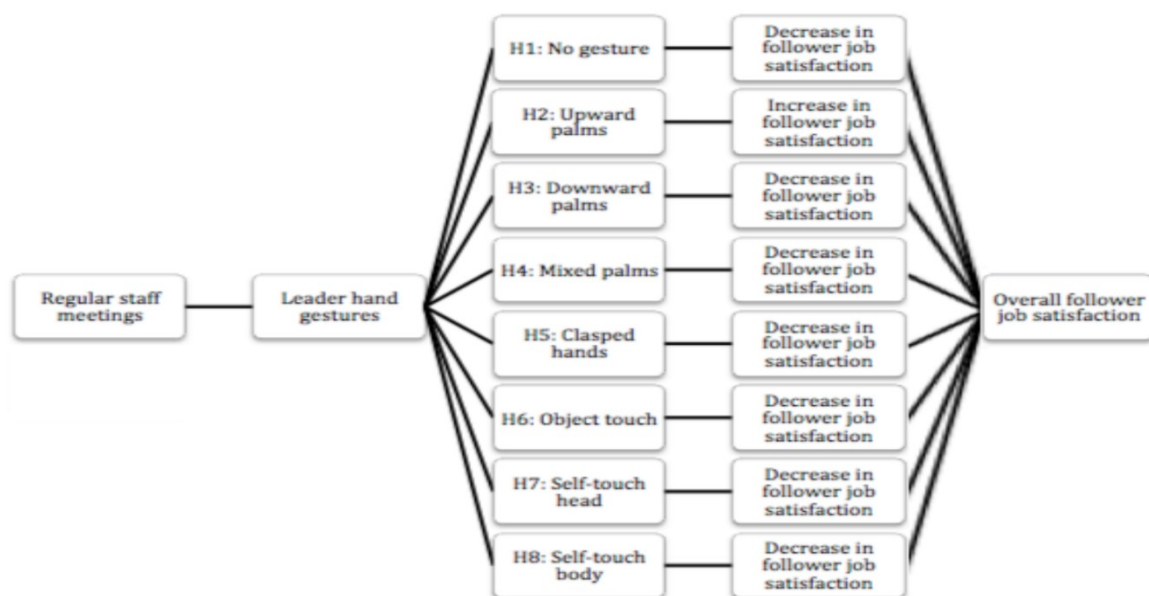 H1: No gesture
Decrease in
follower job
satisfaction
H2: Upward
palms
Increase in
follower job
satisfaction
H3: Downward
palms
Decrease in
follower job
satisfaction
H4: Mixed palms
Decrease in
follower job
satisfaction
Regular staff
meetings
Leader hand
gestures
Overall follower
job satisfaction
H5: Clasped
hands
Decrease in
follower job
satisfaction
H6: Object touch
Decrease in
follower job
satisfaction
H7: Self-touch
head
Decrease in
follower job
satisfaction
H8: Self-touch
body
Decrease in
follower job
satisfaction